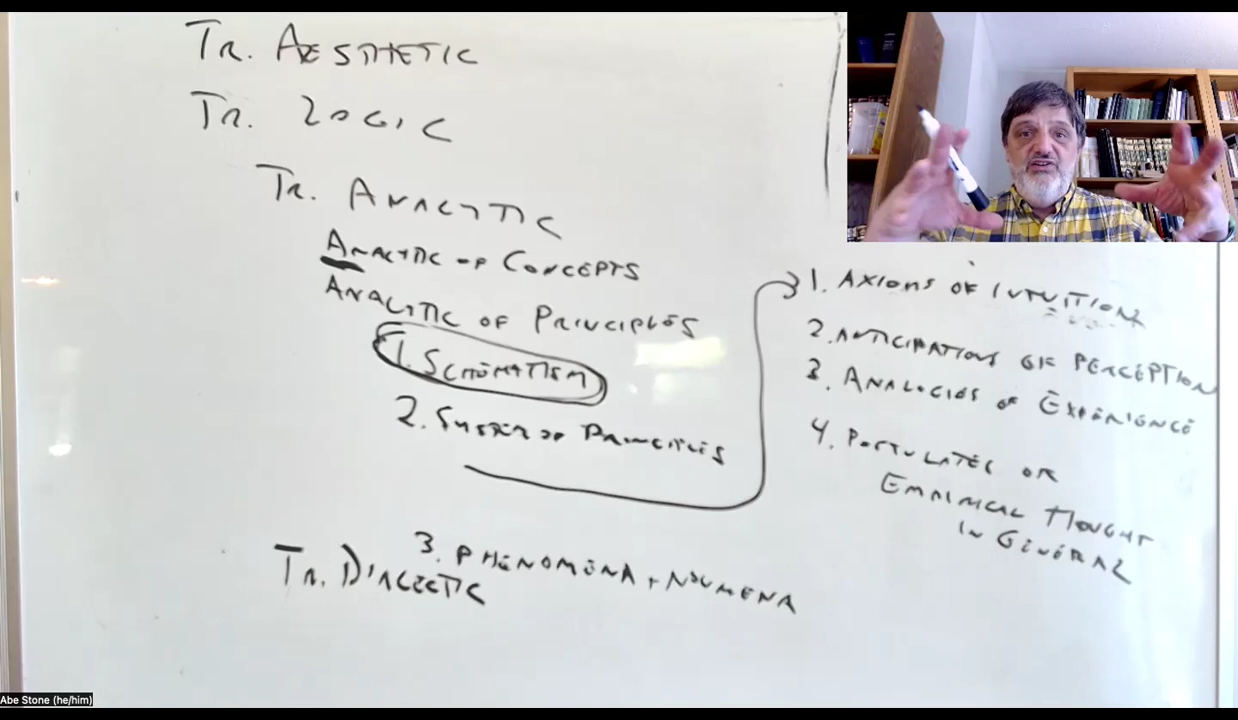 Tr. Aesthetic
Tr. Logic
Tr. Analytic
Analytic of Concepts
Analytic of Principles
1. Schematism
2. System of Principles
3. Phenomena + Noumena
Tr. Dialectic
1. Axioms of Intuition
2. Anticipations of Perception
3. Analogies of Experience
4. Postulates of
Empirical Thought
in General
Abe Stone (he/him)